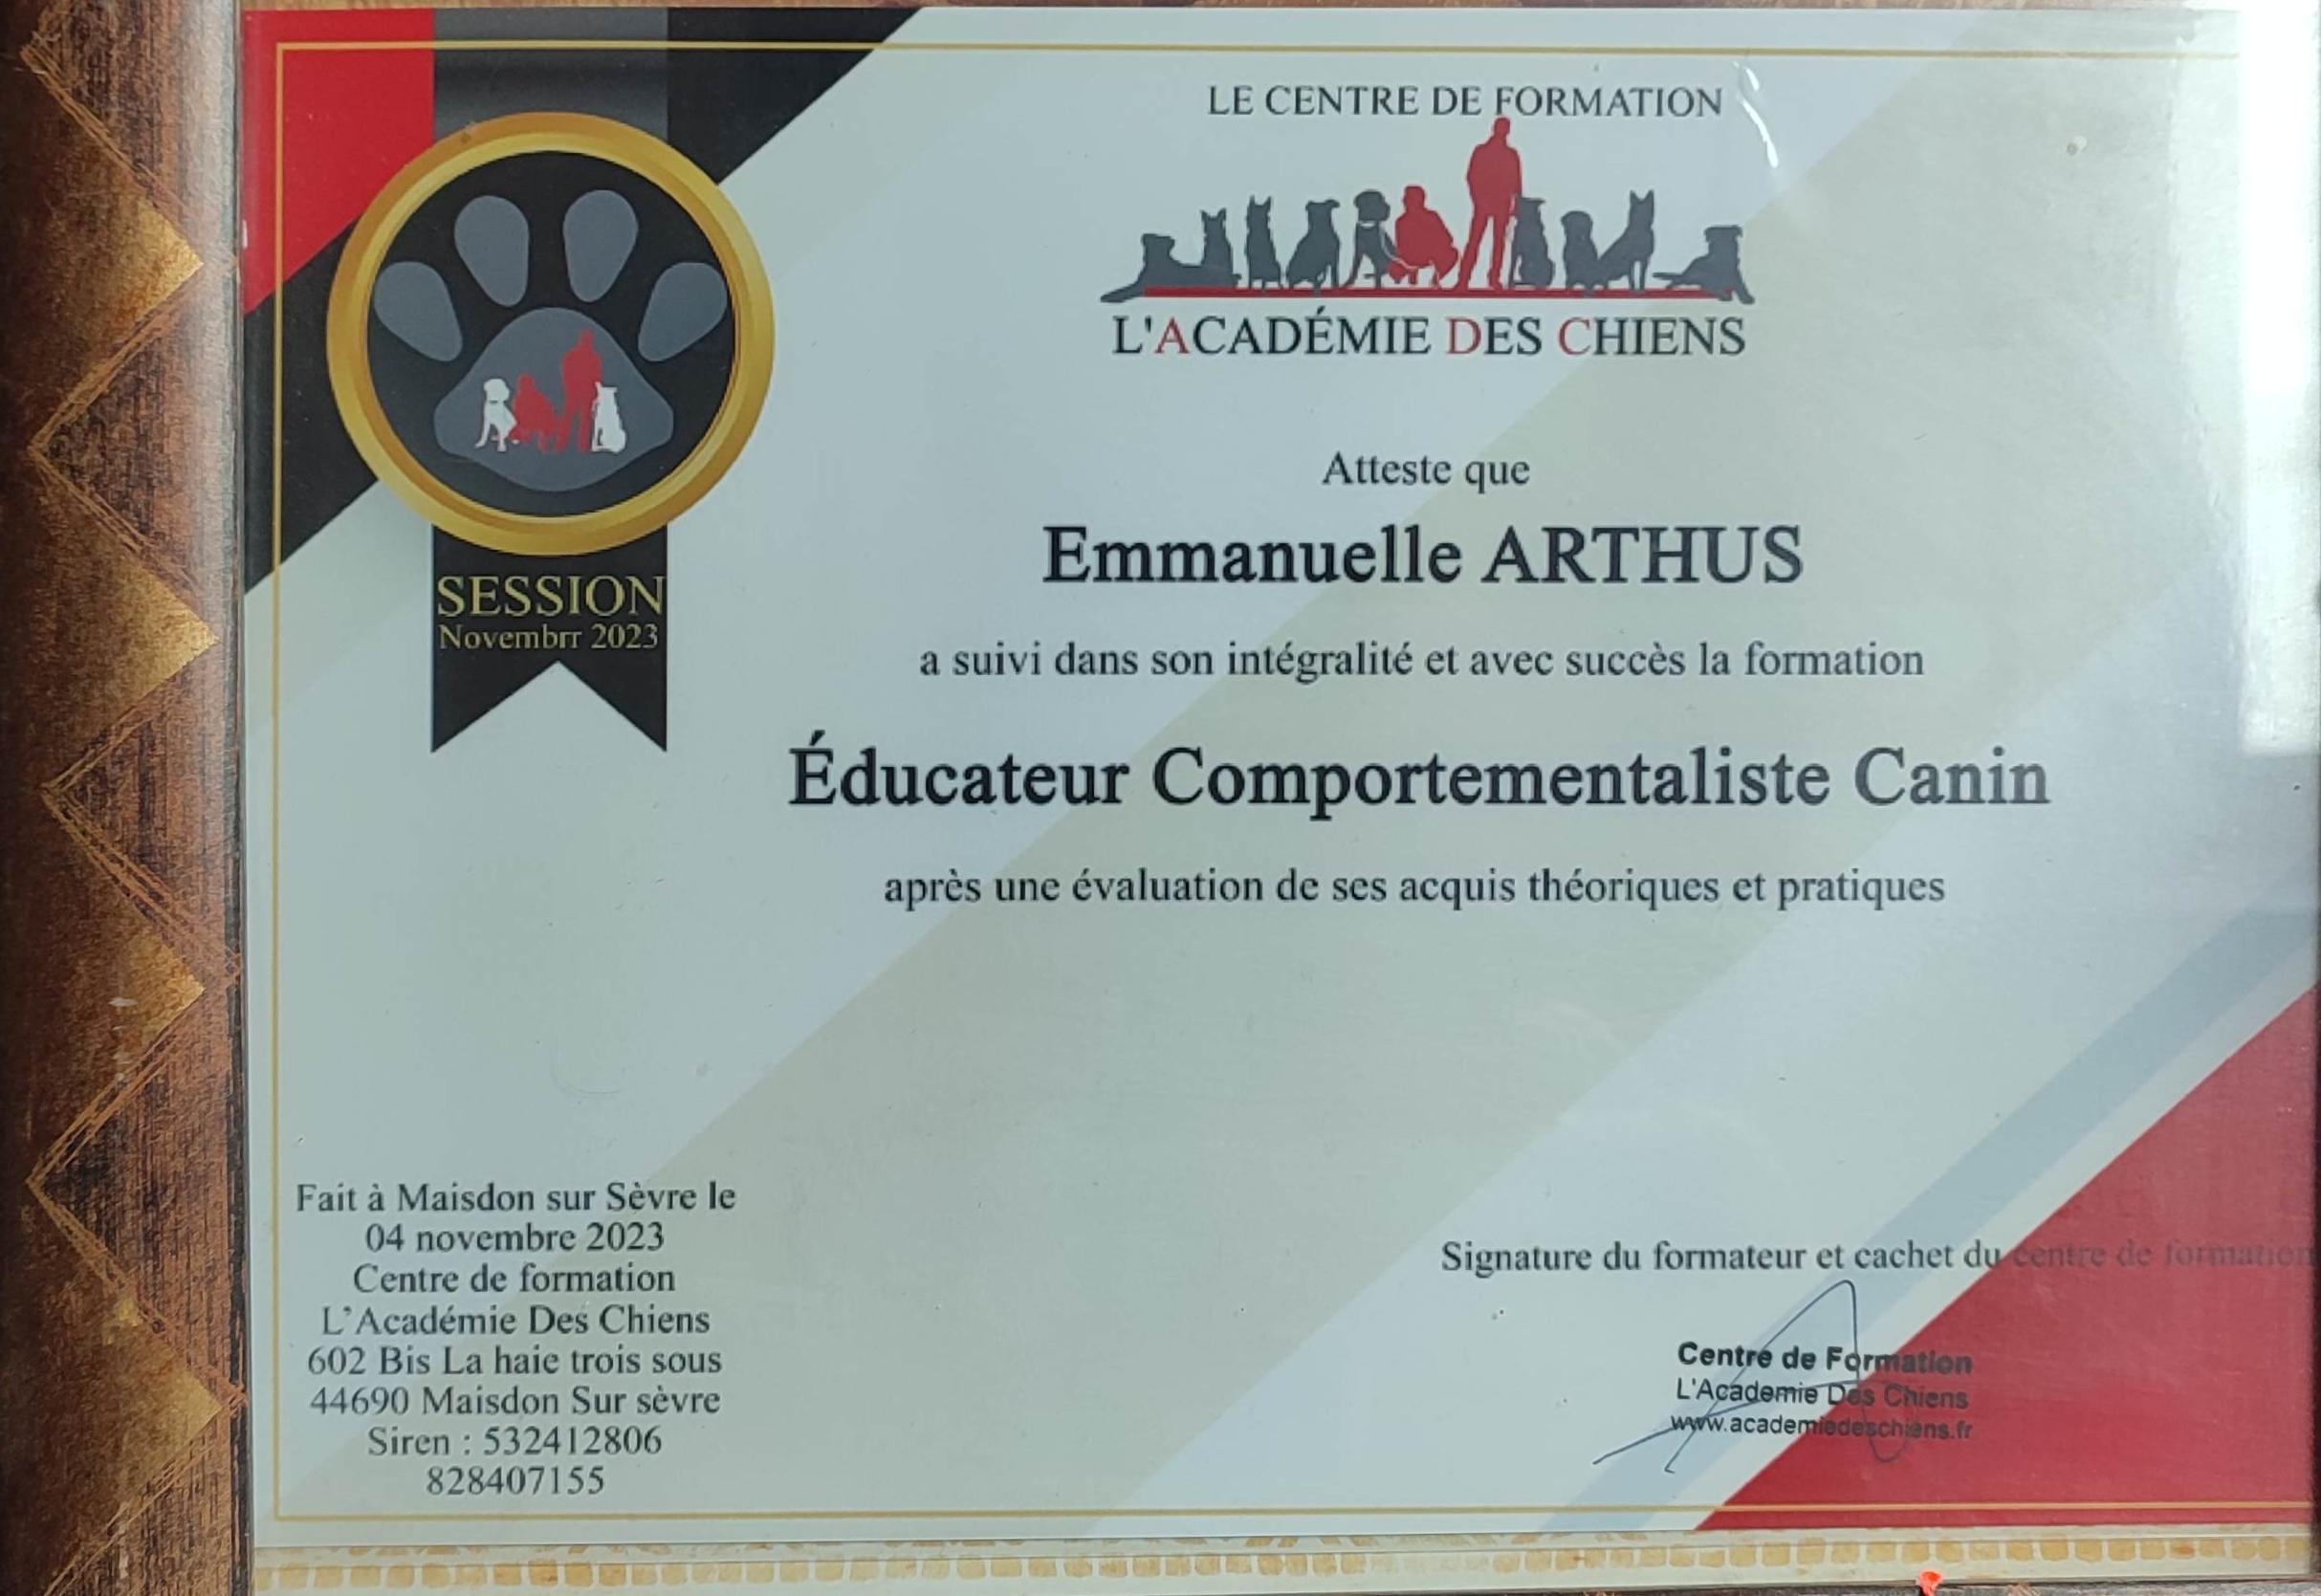 LE CENTRE DE FORMATION
L'ACADÉMIE DES CHIENS
Atteste que
Emmanuelle ARTHUS
a suivi dans son intégralité et avec succès la formation
Éducateur Comportementaliste Canin
après une évaluation de ses acquis théoriques et pratiques
SESSION
Novembrr 2023
Fait à Maisdon sur Sèvre le
04 novembre 2023
Centre de formation
L'Académie Des Chiens
602 Bis La haie trois sous
44690 Maisdon Sur sèvre
Siren : 532412806
828407155
Signature du formateur et cachet du centre de formation
Centre de Formation
L'Academie Des Chiens
www.academiedeschiens.fr